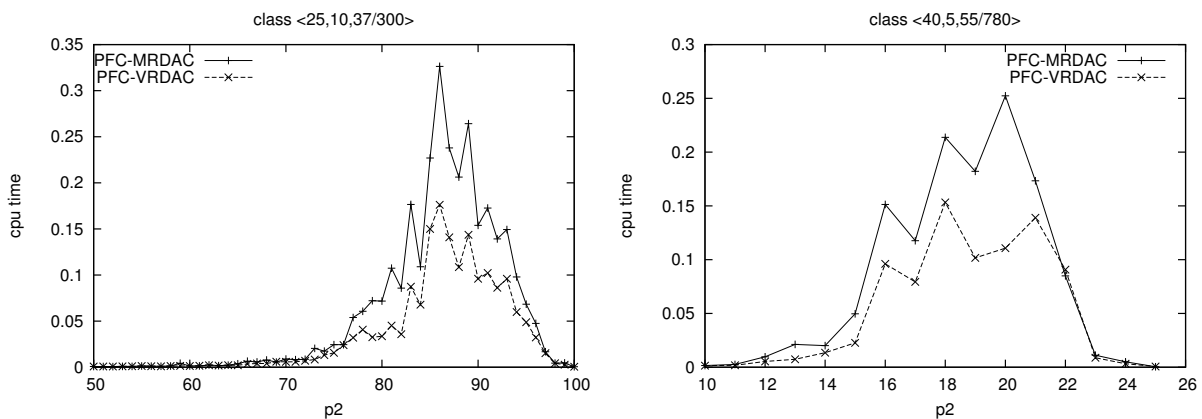 class <25,10,37/300>
0.35
0.3
0.25
0.2
0.15
0.1
0.05
0
50 60 70 80 90 100
cpu time
p2
PFC-MRDAC
PFC-VRDAC
class <40,5,55/780>
0.3
0.25
0.2
0.15
0.1
0.05
0
10 12 14 16 18 20 22 24 26
cpu time
p2
PFC-MRDAC
PFC-VRDAC